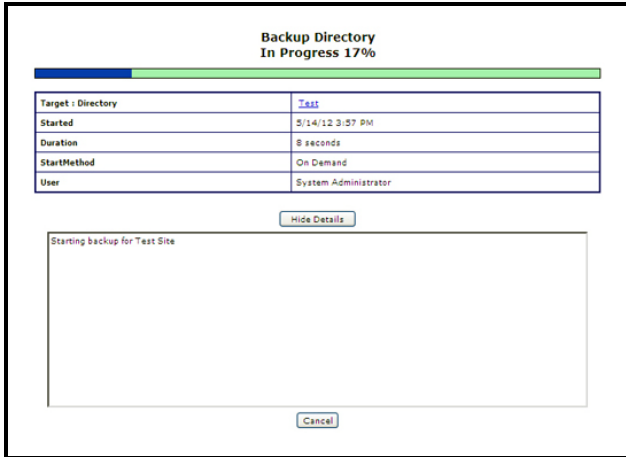 Backup Directory
In Progress 17%
Target : Directory Test
Started 5/14/12 3:57 PM
Duration 8 seconds
StartMethod On Demand
User System Administrator
Hide Details
Starting backup for Test Site
Cancel